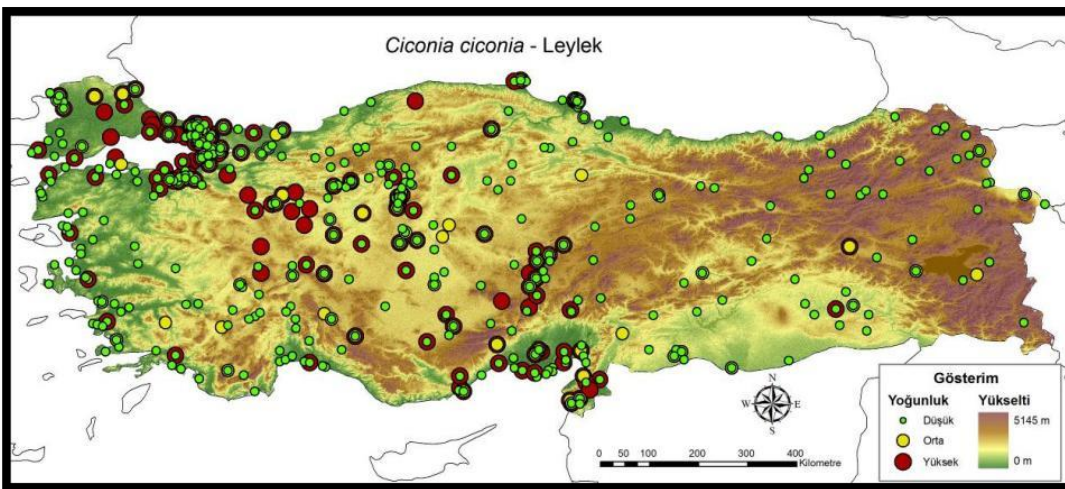 Ciconia ciconia - Leylek
N
W E
S
0 50 100 200 300 400
Kilometre
Gösterim
Yoğunluk Yükselti
Düşük 5145 m
Orta
Yüksek 0 m